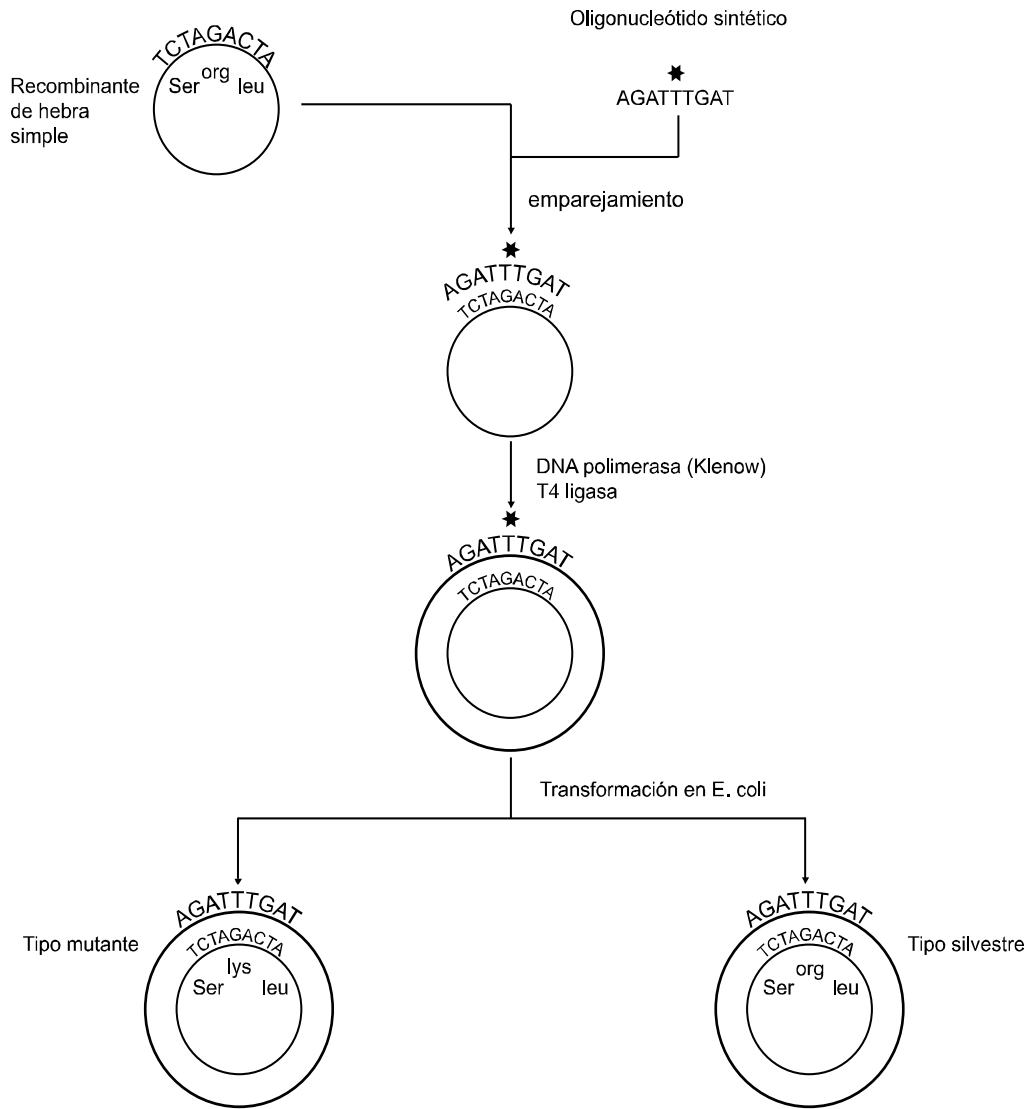 Oligonucleótido sintético
TCTAGACTA
Recombinante
de hebra
simple
Ser org leu
AGATTTGAT
emparejamiento
AGATTTGAT
TCTAGACTA
DNA polimerasa (Klenow)
T4 ligasa
AGATTTGAT
TCTAGACTA
Transformación en E. coli
Tipo mutante
AGATTTGAT
TCTAGACTA
Ser lys leu
AGATTTGAT
TCTAGACTA
Ser org leu
Tipo silvestre